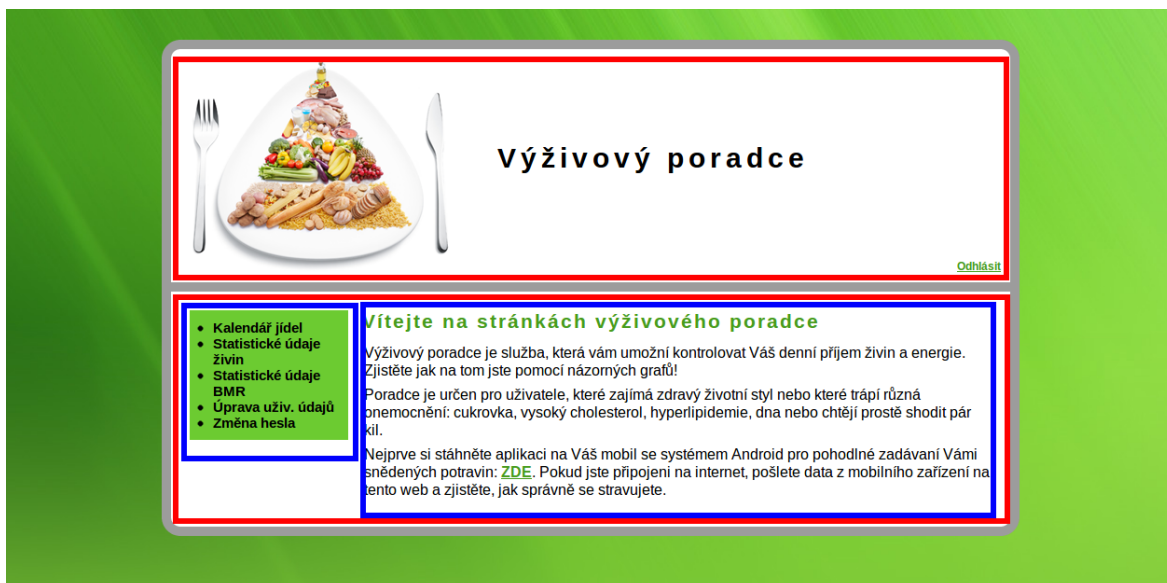 Výživový poradce
Odhlásit
Kalendář jídel
Statistické údaje
živin
Statistické údaje
BMR
Úprava uživ. údajů
Změna hesla
Vítejte na stránkách výživového poradce
Výživový poradce je služba, která vám umožní kontrolovat Váš denní příjem živin a energie.
Zjistěte jak na tom jste pomocí názorných grafů!
Poradce je určen pro uživatele, které zajímá zdravý životní styl nebo které trápí různá
onemocnění: cukrovka, vysoký cholesterol, hyperlipidemie, dna nebo chtějí prostě shodit pár
kil.
Nejprve si stáhněte aplikaci na Váš mobil se systémem Android pro pohodlné zadávaní Vámi
snědených potravin: ZDE. Pokud jste připojeni na internet, pošlete data z mobilního zařízení na
tento web a zjistěte, jak správně se stravujete.